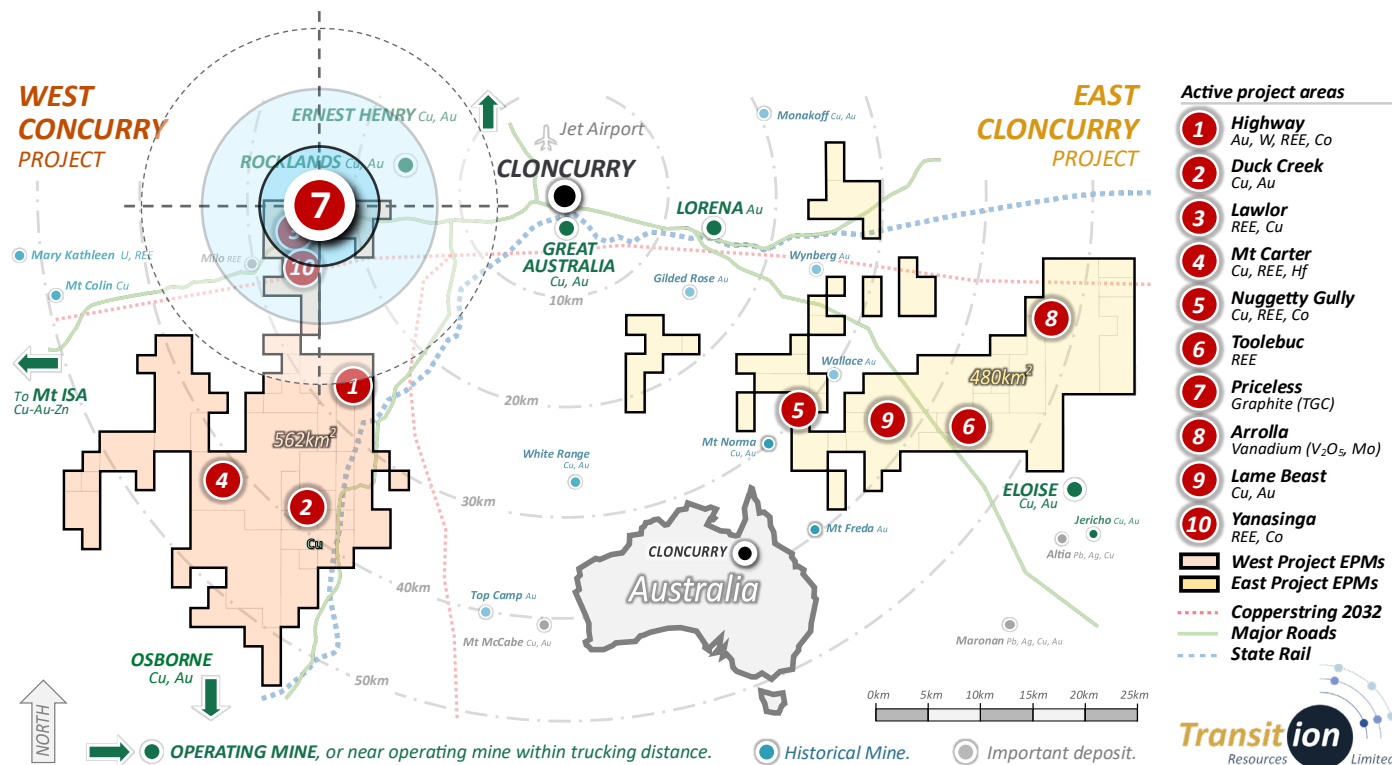 WEST
CONCURRY
PROJECT
ERNEST HENRY Cu, Au
Jet Airport
Monakoff Cu, Au
EAST
CLONCURRY
PROJECT
ROCKLANDS Cu, Au
CLONCURRY
7
LORENA Au
3
GREAT
AUSTRALIA
Cu, Au
Mary Kathleen U, REE
Milo REE
10
Wynberg Au
Mt Colin Cu
Gilded Rose Au
10km
8
To Mt ISA
Cu-Au-Zn
1
Wallace Au
480km²
20km
5
9
6
562km²
Mt Norma
Cu, Au
White Range
Cu, Au
4
2
30km
ELOISE
Cu, Au
Cu
Mt Freda Au
Jericho Cu, Au
Altia Pb, Ag, Cu
CLONCURRY
Australia
40km
Top Camp Au
Mt McCabe Cu, Au
Maronan Pb, Ag, Cu, Au
OSBORNE
Cu, Au
50km
0km 5km 10km 15km 20km 25km
NORTH
OPERATING MINE, or near operating mine within trucking distance.
Historical Mine.
Important deposit.
Active project areas
1 Highway
Au, W, REE, Co
2 Duck Creek
Cu, Au
3 Lawlor
REE, Cu
4 Mt Carter
Cu, REE, Hf
5 Nuggetty Gully
Cu, REE, Co
6 Toolebuc
REE
7 Priceless
Graphite (TGC)
8 Arrolla
Vanadium (V₂O₅, Mo)
9 Lame Beast
Cu, Au
10 Yanasinga
REE, Co
West Project EPMs
East Project EPMs
Copperstring 2032
Major Roads
State Rail
Transition
Resources Limited